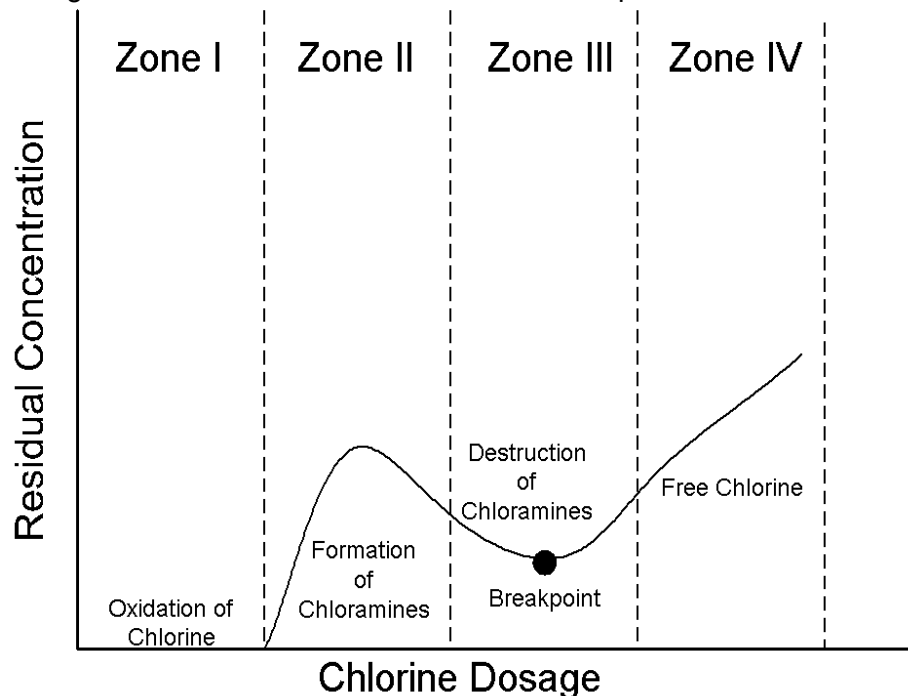 Zone I
Zone II
Zone III
Zone IV
Residual Concentration
Destruction
of
Chloramines
Free Chlorine
Formation
of
Chloramines
Breakpoint
Oxidation of
Chlorine
Chlorine Dosage